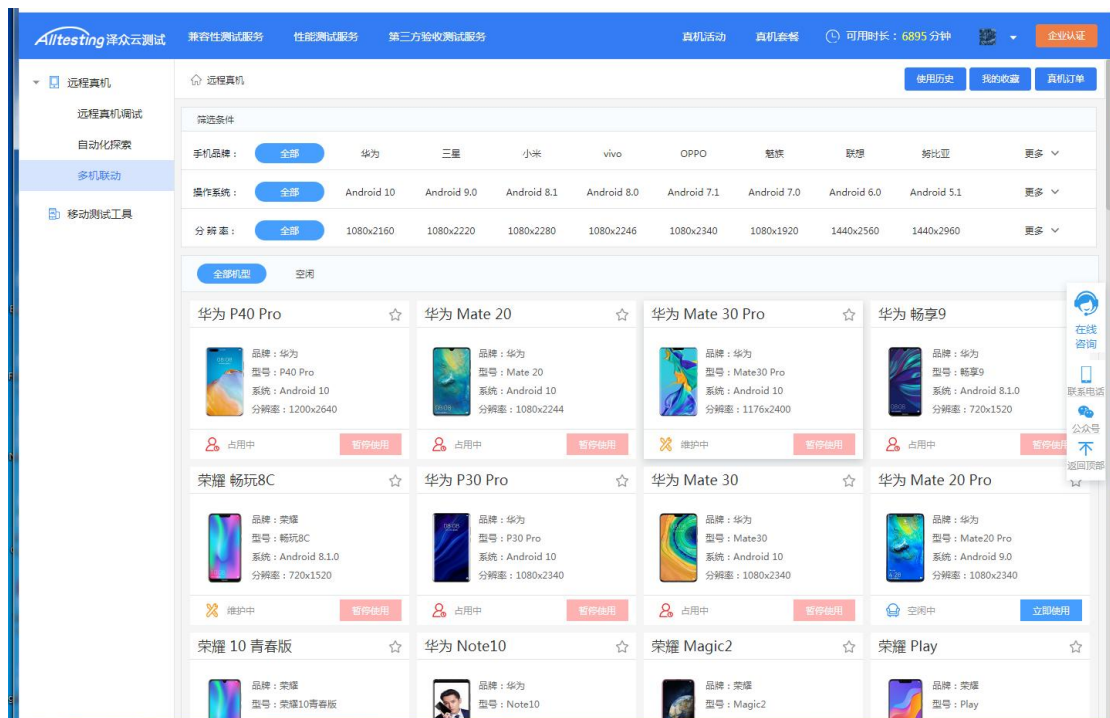 Alltesting泽众云测试 兼容性测试服务 性能测试服务 第三方验收测试服务 真机活动 真机套餐 可用时长：6895 分钟 企业认证
远程真机
远程真机调试
自动化探索
多机联动
移动测试工具
远程真机 使用历史 我的收藏 真机订单
筛选条件
手机品牌： 全部 华为 三星 小米 vivo OPPO 魅族 联想 努比亚 更多
操作系统： 全部 Android 10 Android 9.0 Android 8.1 Android 8.0 Android 7.1 Android 7.0 Android 6.0 Android 5.1 更多
分 辨 率： 全部 1080x2160 1080x2220 1080x2280 1080x2246 1080x2340 1080x1920 1440x2560 1440x2960 更多
全部机型 空闲
华为 P40 Pro
品牌：华为
型号：P40 Pro
系统：Android 10
分辨率：1200x2640
占用中 暂停使用
华为 Mate 20
品牌：华为
型号：Mate 20
系统：Android 10
分辨率：1080x2244
占用中 暂停使用
华为 Mate 30 Pro
品牌：华为
型号：Mate30 Pro
系统：Android 10
分辨率：1176x2400
维护中 暂停使用
华为 畅享9
品牌：华为
型号：畅享9
系统：Android 8.1.0
分辨率：720x1520
占用中 暂停使用
荣耀 畅玩8C
品牌：荣耀
型号：畅玩8C
系统：Android 8.1.0
分辨率：720x1520
维护中 暂停使用
华为 P30 Pro
品牌：华为
型号：P30 Pro
系统：Android 10
分辨率：1080x2340
占用中 暂停使用
华为 Mate 30
品牌：华为
型号：Mate30
系统：Android 10
分辨率：1080x2340
占用中 暂停使用
华为 Mate 20 Pro
品牌：华为
型号：Mate20 Pro
系统：Android 9.0
分辨率：1080x2340
空闲中 立即使用
荣耀 10 青春版
品牌：荣耀
型号：荣耀10青春版
华为 Note10
品牌：华为
型号：Note10
荣耀 Magic2
品牌：荣耀
型号：Magic2
荣耀 Play
品牌：荣耀
型号：Play
在线
咨询
联系电话
公众号
返回顶部